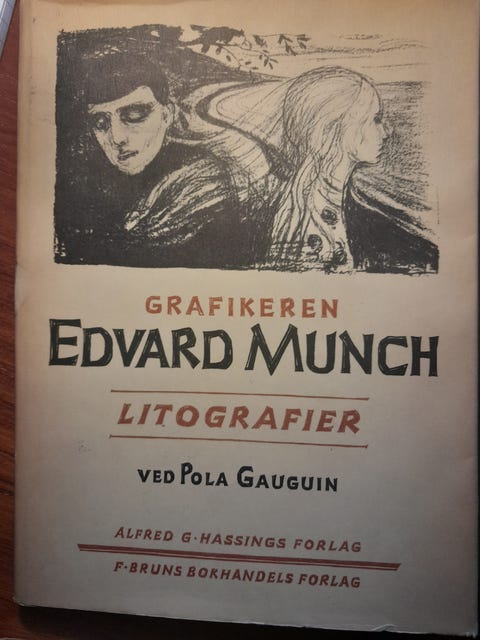 GRAFIKEREN
EDVARD MUNCH
LITOGRAFIER
VED POLA GAUGUIN
ALFRED G·HASSINGS FORLAG
F·BRUNS BOKHANDELS FORLAG